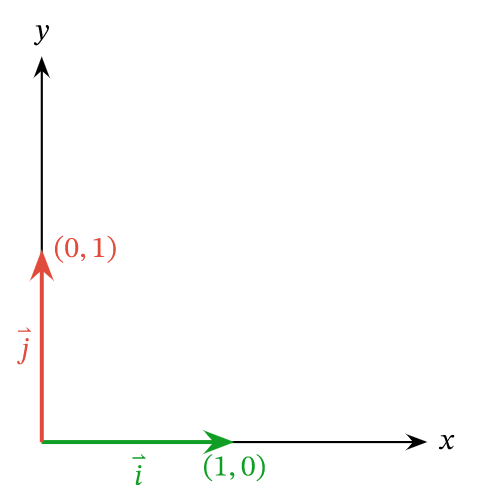 y
(0, 1)
j⃗
x
(1, 0)
i⃗